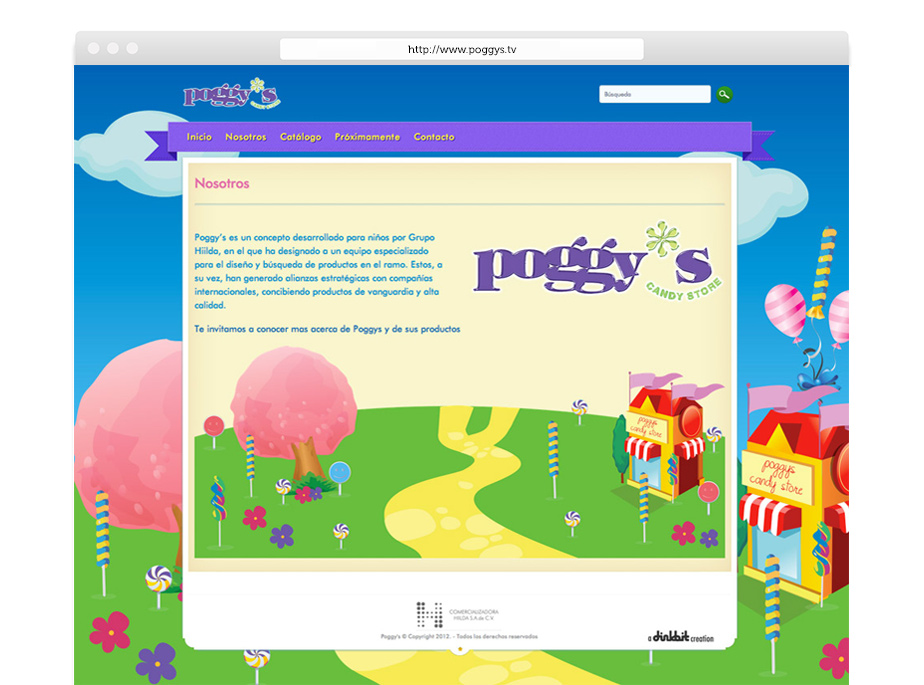 http://www.poggys.tv
poggy's
CANDY STORE
Búsqueda
Inicio Nosotros Catálogo Próximamente Contacto
Nosotros
Poggy's es un concepto desarrollado para niños por Grupo
Hiilda, en el que ha designado a un equipo especializado
para el diseño y búsqueda de productos en el ramo. Estos, a
su vez, han generado alianzas estratégicas con compañías
internacionales, concibiendo productos de vanguardia y alta
calidad.
Te invitamos a conocer mas acerca de Poggys y de sus productos
poggy's
CANDY STORE
poggys
candy store
poggys
candy store
COMERCIALIZADORA
HILDA S.A.de C.V.
Poggy's © Copyright 2012. - Todos los derechos reservados
a dinkbit creation